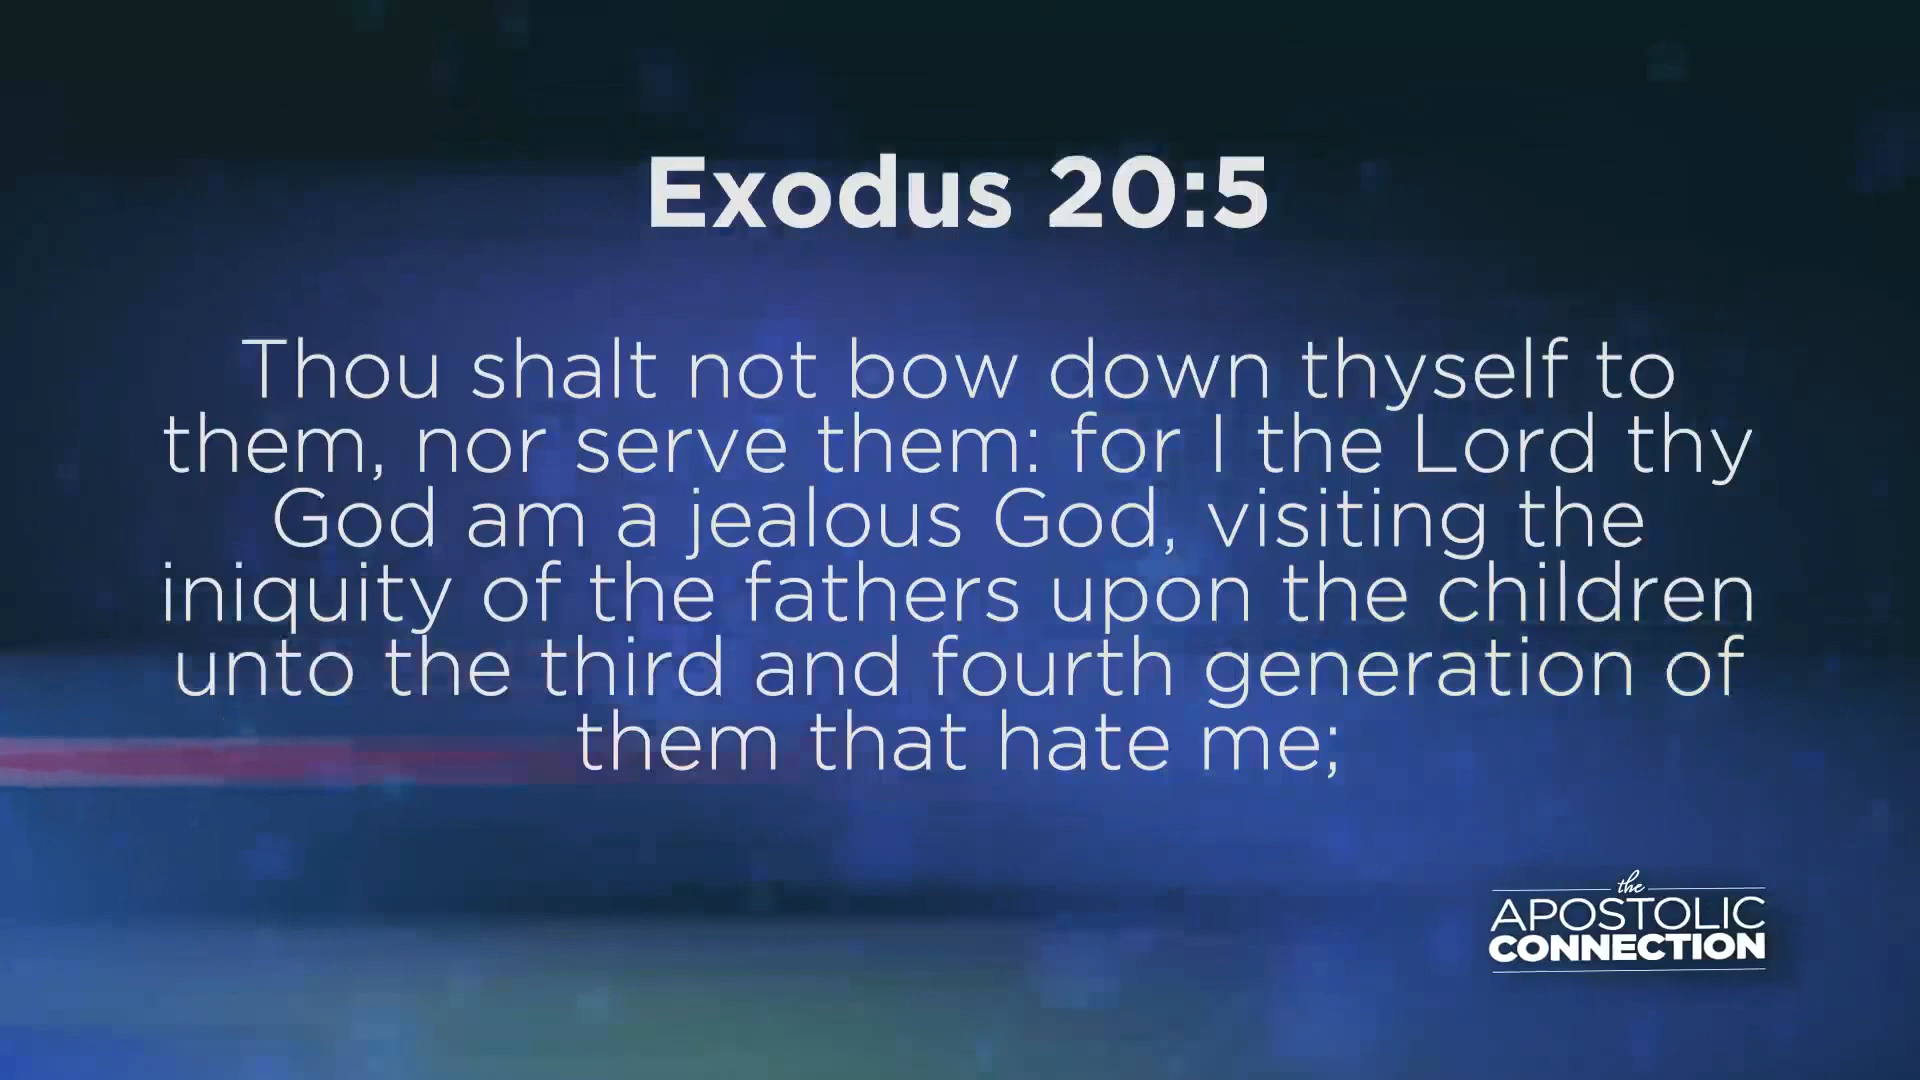 Exodus 20:5
Thou shalt not bow down thyself to
them, nor serve them: for I the Lord thy
God am a jealous God, visiting the
iniquity of the fathers upon the children
unto the third and fourth generation of
them that hate me;
the
APOSTOLIC
CONNECTION